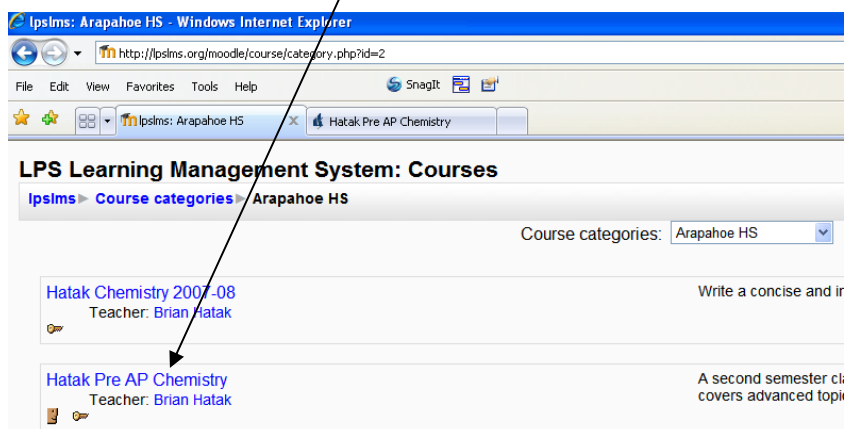 lpslms: Arapahoe HS - Windows Internet Explorer
http://lpslms.org/moodle/course/category.php?id=2
File Edit View Favorites Tools Help SnagIt
lpslms: Arapahoe HS x Hatak Pre AP Chemistry
LPS Learning Management System: Courses
lpslms Course categories Arapahoe HS
Course categories: Arapahoe HS
Hatak Chemistry 2007-08 Write a concise and
Teacher: Brian Hatak
Hatak Pre AP Chemistry A second semester
Teacher: Brian Hatak covers advanced